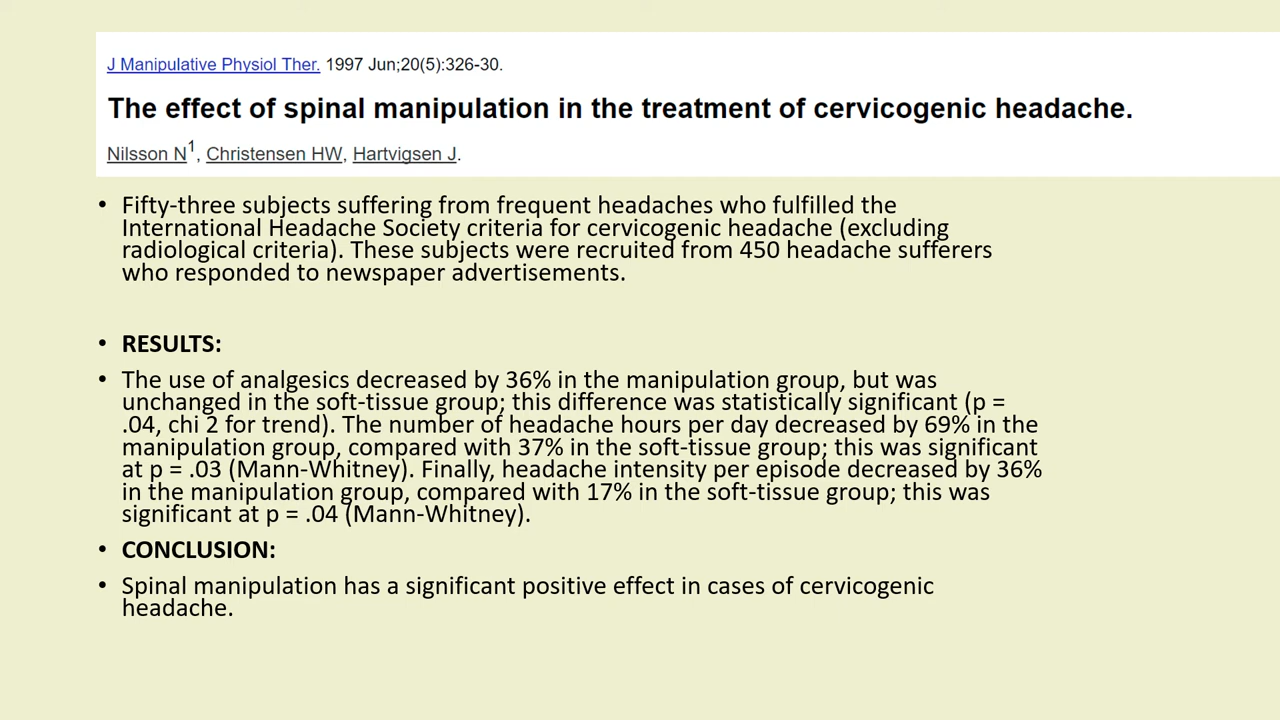 J Manipulative Physiol Ther. 1997 Jun;20(5):326-30.
The effect of spinal manipulation in the treatment of cervicogenic headache.
Nilsson N1, Christensen HW, Hartvigsen J.
• Fifty-three subjects suffering from frequent headaches who fulfilled the
International Headache Society criteria for cervicogenic headache (excluding
radiological criteria). These subjects were recruited from 450 headache sufferers
who responded to newspaper advertisements.
• RESULTS:
• The use of analgesics decreased by 36% in the manipulation group, but was
unchanged in the soft-tissue group; this difference was statistically significant (p =
.04, chi 2 for trend). The number of headache hours per day decreased by 69% in the
manipulation group, compared with 37% in the soft-tissue group; this was significant
at p = .03 (Mann-Whitney). Finally, headache intensity per episode decreased by 36%
in the manipulation group, compared with 17% in the soft-tissue group; this was
significant at p = .04 (Mann-Whitney).
• CONCLUSION:
• Spinal manipulation has a significant positive effect in cases of cervicogenic
headache.